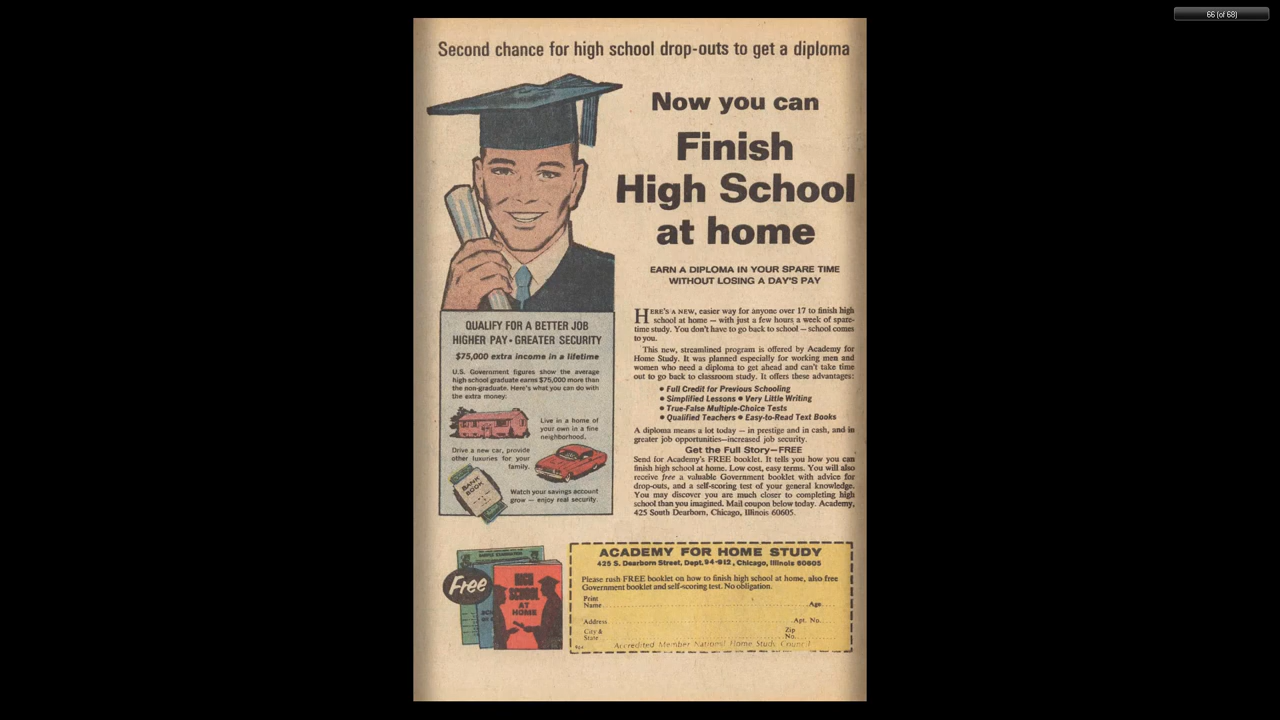 66 (of 68)
Second chance for high school drop-outs to get a diploma
Now you can
Finish
High School
at home
EARN A DIPLOMA IN YOUR SPARE TIME
WITHOUT LOSING A DAY'S PAY
HERE'S A NEW, easier way for anyone over 17 to finish high
school at home — with just a few hours a week of spare-
time study. You don't have to go back to school — school comes
to you.
This new, streamlined program is offered by Academy for
Home Study. It was planned especially for working men and
women who need a diploma to get ahead and can't take time
out to go back to classroom study. It offers these advantages:
• Full Credit for Previous Schooling
• Simplified Lessons • Very Little Writing
• True-False Multiple-Choice Tests
• Qualified Teachers • Easy-to-Read Text Books
A diploma means a lot today — in prestige and in cash, and in
greater job opportunities—increased job security.
Get the Full Story—FREE
Send for Academy's FREE booklet. It tells you how you can
finish high school at home. Low cost, easy terms. You will also
receive free a valuable Government booklet with advice for
drop-outs, and a self-scoring test of your general knowledge.
You may discover you are much closer to completing high
school than you imagined. Mail coupon below today. Academy,
425 South Dearborn, Chicago, Illinois 60605.
QUALIFY FOR A BETTER JOB
HIGHER PAY • GREATER SECURITY
$75,000 extra income in a lifetime
U.S. Government figures show the average
high school graduate earns $75,000 more than
the non-graduate. Here's what you can do with
the extra money:
Live in a home of
your own in a fine
neighborhood.
Drive a new car, provide
other luxuries for your
family.
BANK
BOOK
Watch your savings account
grow — enjoy real security.
Free
HIGH
SCHOOL
AT
HOME
ACADEMY FOR HOME STUDY
425 S. Dearborn Street, Dept. 94-912, Chicago, Illinois 60605
Please rush FREE booklet on how to finish high school at home, also free
Government booklet and self-scoring test. No obligation.
Print
Name Age
Address Apt. No.
City & Zip
State No.
Accredited Member National Home Study Council